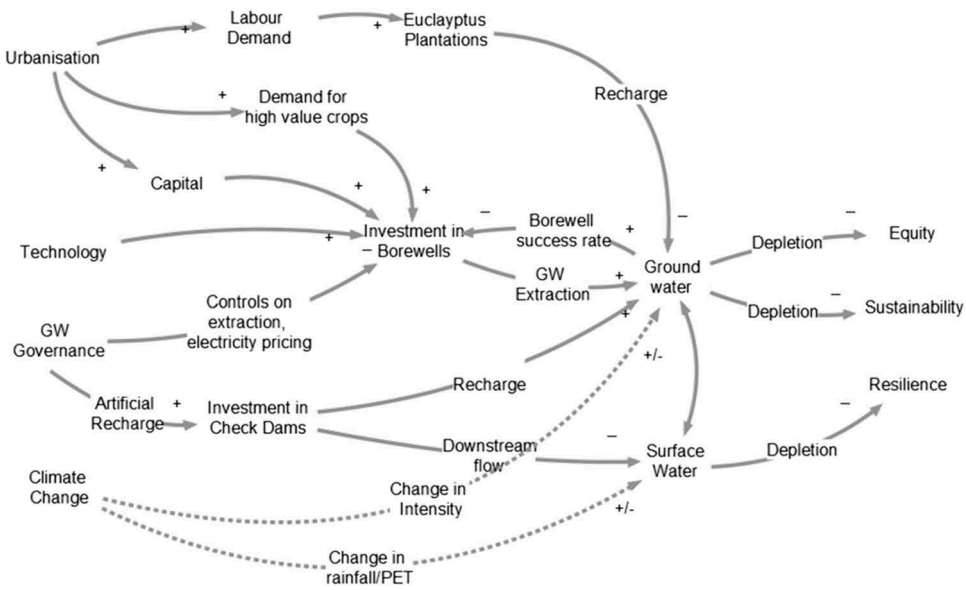 Labour
Demand
+
+
Euclayptus
Plantations
Urbanisation
Recharge
+
Demand for
high value crops
+
Capital
+
+
–
–
–
Borewell
success rate
+
Equity
Technology
+
Investment in
– Borewells
Depletion
Ground
water
GW
Extraction
+
–
Depletion
Sustainability
Controls on
extraction,
electricity pricing
+
GW
Governance
+/-
Recharge
Resilience
Artificial
Recharge
+
Investment in
Check Dams
–
Downstream
flow
–
Surface
Water
Depletion
Climate
Change
Change in
Intensity
+/-
Change in
rainfall/PET